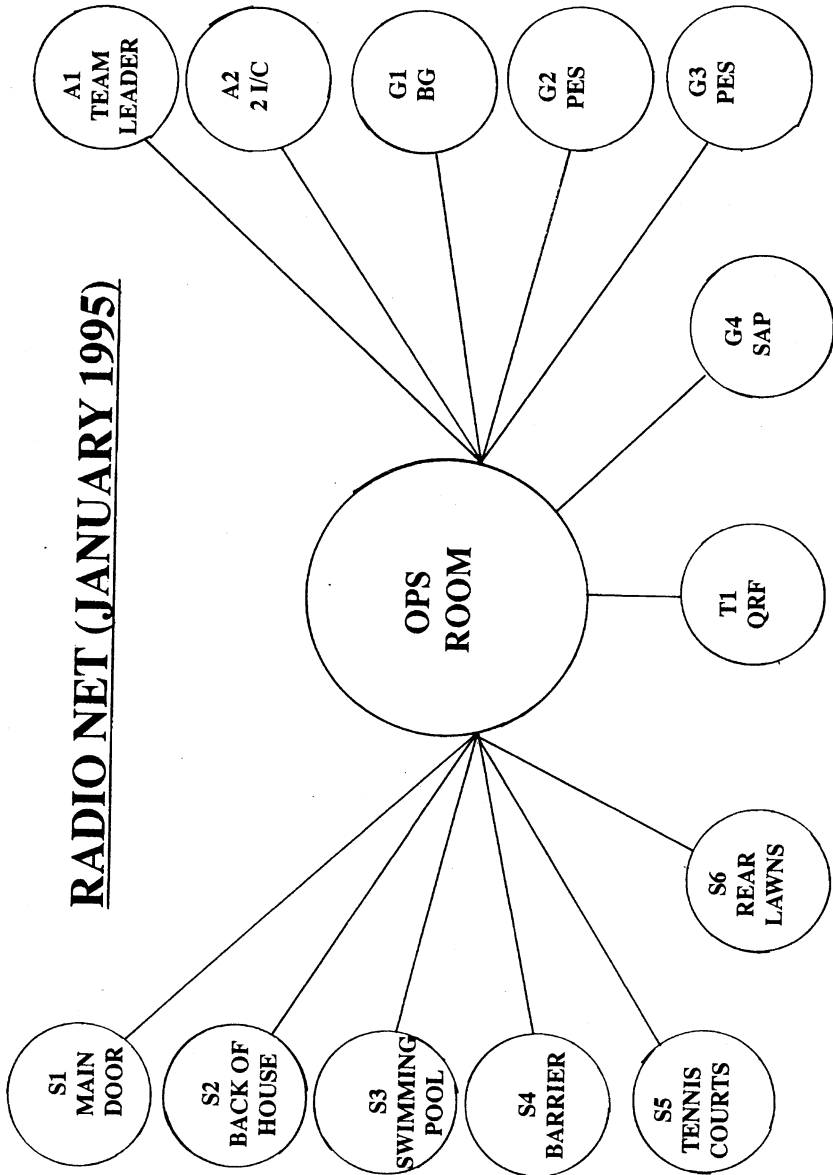 RADIO NET (JANUARY 1995)
S1
MAIN
DOOR
S2
BACK OF
HOUSE
S3
SWIMMING
POOL
S4
BARRIER
S5
TENNIS
COURTS
S6
REAR
LAWNS
OPS
ROOM
T1
QRF
G4
SAP
A1
TEAM
LEADER
A2
2 I/C
G1
BG
G2
PES
G3
PES